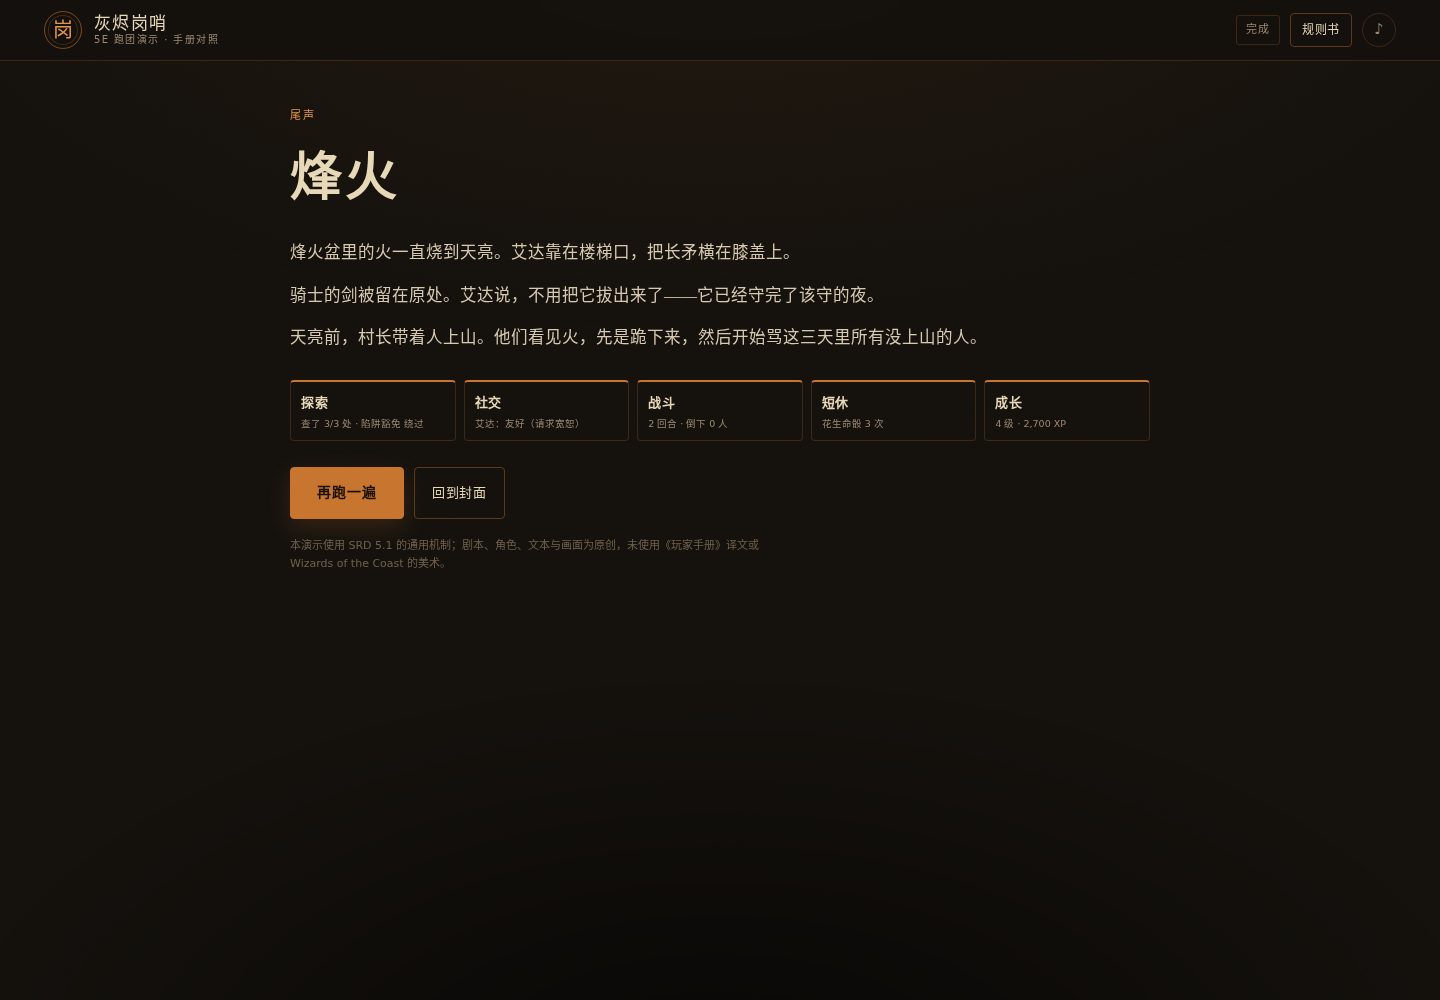 岗
灰烬岗哨
5E 跑团演示 · 手册对照
完成
规则书
♪
尾声
烽火
烽火盆里的火一直烧到天亮。艾达靠在楼梯口，把长矛横在膝盖上。
骑士的剑被留在原处。艾达说，不用把它拔出来了——它已经守完了该守的夜。
天亮前，村长带着人上山。他们看见火，先是跪下来，然后开始骂这三天里所有没上山的人。
探索
查了 3/3 处 · 陷阱豁免 绕过
社交
艾达：友好（请求宽恕）
战斗
2 回合 · 倒下 0 人
短休
花生命骰 3 次
成长
4 级 · 2,700 XP
再跑一遍
回到封面
本演示使用 SRD 5.1 的通用机制；剧本、角色、文本与画面为原创，未使用《玩家手册》译文或
Wizards of the Coast 的美术。